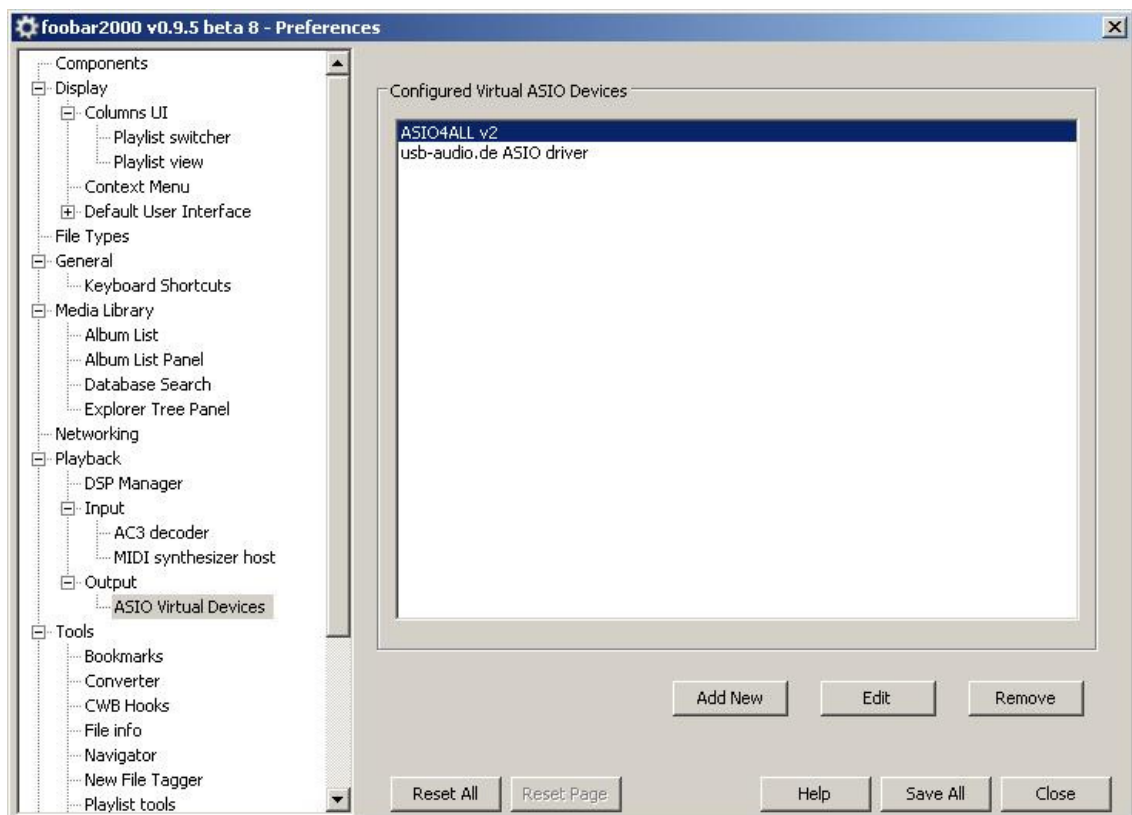 foobar2000 v0.9.5 beta 8 - Preferences
Components
Display
Columns UI
Playlist switcher
Playlist view
Context Menu
Default User Interface
File Types
General
Keyboard Shortcuts
Media Library
Album List
Album List Panel
Database Search
Explorer Tree Panel
Networking
Playback
DSP Manager
Input
AC3 decoder
MIDI synthesizer host
Output
ASIO Virtual Devices
Tools
Bookmarks
Converter
CWB Hooks
File info
Navigator
New File Tagger
Playlist tools
Configured Virtual ASIO Devices
ASIO4ALL v2
usb-audio.de ASIO driver
Add New
Edit
Remove
Reset All
Reset Page
Help
Save All
Close